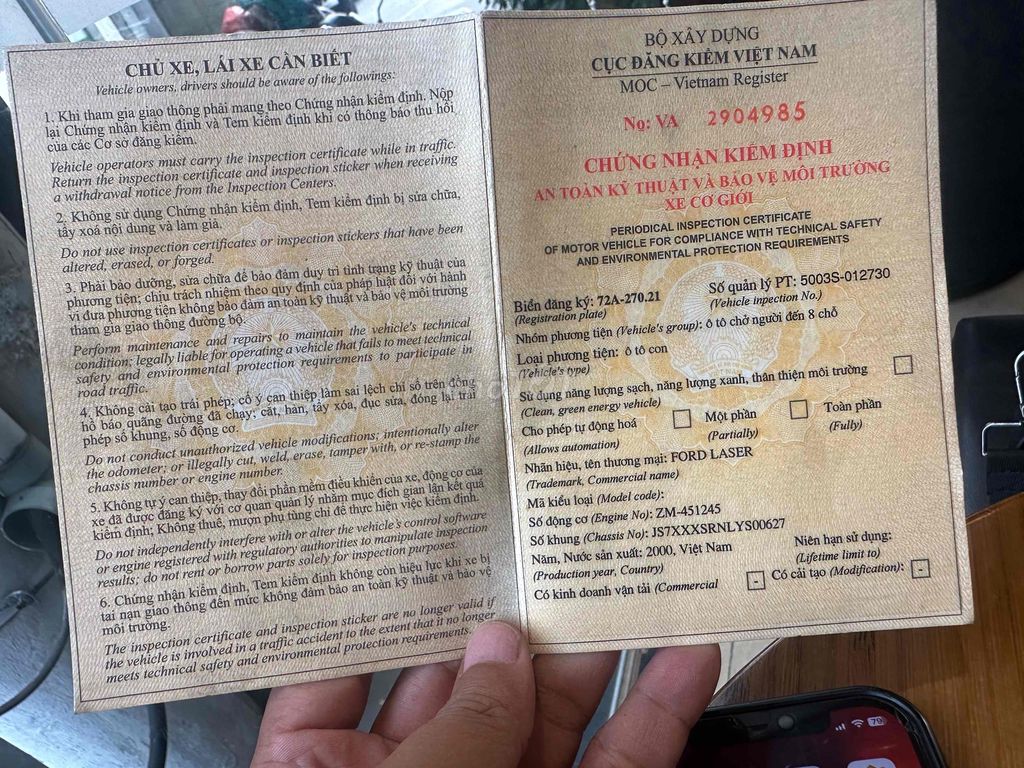 CHỦ XE, LÁI XE CẦN BIẾT
Vehicle owners, drivers should be aware of the followings:
1. Khi tham gia giao thông phải mang theo Chứng nhận kiểm định. Nộp
lại Chứng nhận kiểm định và Tem kiểm định khi có thông báo thu hồi
của các Cơ sở đăng kiểm.
Vehicle operators must carry the inspection certificate while in traffic.
Return the inspection certificate and inspection sticker when receiving
a withdrawal notice from the Inspection Centers.
2. Không sử dụng Chứng nhận kiểm định, Tem kiểm định bị sửa chữa,
tẩy xoá nội dung và làm giả.
Do not use inspection certificates or inspection stickers that have been
altered, erased, or forged.
3. Phải bảo dưỡng, sửa chữa để bảo đảm duy trì tình trạng kỹ thuật của
phương tiện; chịu trách nhiệm theo quy định của pháp luật đối với hành
vi đưa phương tiện không bảo đảm an toàn kỹ thuật và bảo vệ môi trường
tham gia giao thông đường bộ.
Perform maintenance and repairs to maintain the vehicle's technical
condition; legally liable for operating a vehicle that fails to meet technical
safety and environmental protection requirements to participate in
road traffic.
4. Không cải tạo trái phép; cố ý can thiệp làm sai lệch chỉ số trên đồng
hồ báo quãng đường đã chạy; cắt, hàn, tẩy xóa, đục sửa, đóng lại trái
phép số khung, số động cơ.
Do not conduct unauthorized vehicle modifications; intentionally alter
the odometer; or illegally cut, weld, erase, tamper with, or re-stamp the
chassis number or engine number.
5. Không tự ý can thiệp, thay đổi phần mềm điều khiển của xe, động cơ của
xe đã được đăng ký với cơ quan quản lý nhằm mục đích gian lận kết quả
kiểm định; Không thuê, mượn phụ tùng chỉ để thực hiện việc kiểm định.
Do not independently interfere with or alter the vehicle's control software
or engine registered with regulatory authorities to manipulate inspection
results; do not rent or borrow parts solely for inspection purposes.
6. Chứng nhận kiểm định, Tem kiểm định không còn hiệu lực khi xe bị
tai nạn giao thông đến mức không đảm bảo an toàn kỹ thuật và bảo vệ
môi trường.
The inspection certificate and inspection sticker are no longer valid if
the vehicle is involved in a traffic accident to the extent that it no longer
meets technical safety and environmental protection requirements.
BỘ XÂY DỰNG
CỤC ĐĂNG KIỂM VIỆT NAM
MOC – Vietnam Register
No: VA 2904985
CHỨNG NHẬN KIỂM ĐỊNH
AN TOÀN KỸ THUẬT VÀ BẢO VỆ MÔI TRƯỜNG
XE CƠ GIỚI
PERIODICAL INSPECTION CERTIFICATE
OF MOTOR VEHICLE FOR COMPLIANCE WITH TECHNICAL SAFETY
AND ENVIRONMENTAL PROTECTION REQUIREMENTS
Biển đăng ký: 72A-270.21 Số quản lý PT: 5003S-012730
(Registration plate) (Vehicle inpection No.)
Nhóm phương tiện (Vehicle's group): ô tô chở người đến 8 chỗ
Loại phương tiện: ô tô con
(Vehicle's type)
Sử dụng năng lượng sạch, năng lượng xanh, thân thiện môi trường
(Clean, green energy vehicle)
Cho phép tự động hoá Một phần Toàn phần
(Allows automation) (Partially) (Fully)
Nhãn hiệu, tên thương mại: FORD LASER
(Trademark, Commercial name)
Mã kiểu loại (Model code):
Số động cơ (Engine No): ZM-451245
Số khung (Chassis No): JS7XXXSRNLYS00627
Năm, Nước sản xuất: 2000, Việt Nam Niên hạn sử dụng:
(Production year, Country) (Lifetime limit to)
Có kinh doanh vận tải (Commercial - Có cải tạo (Modification): -
79